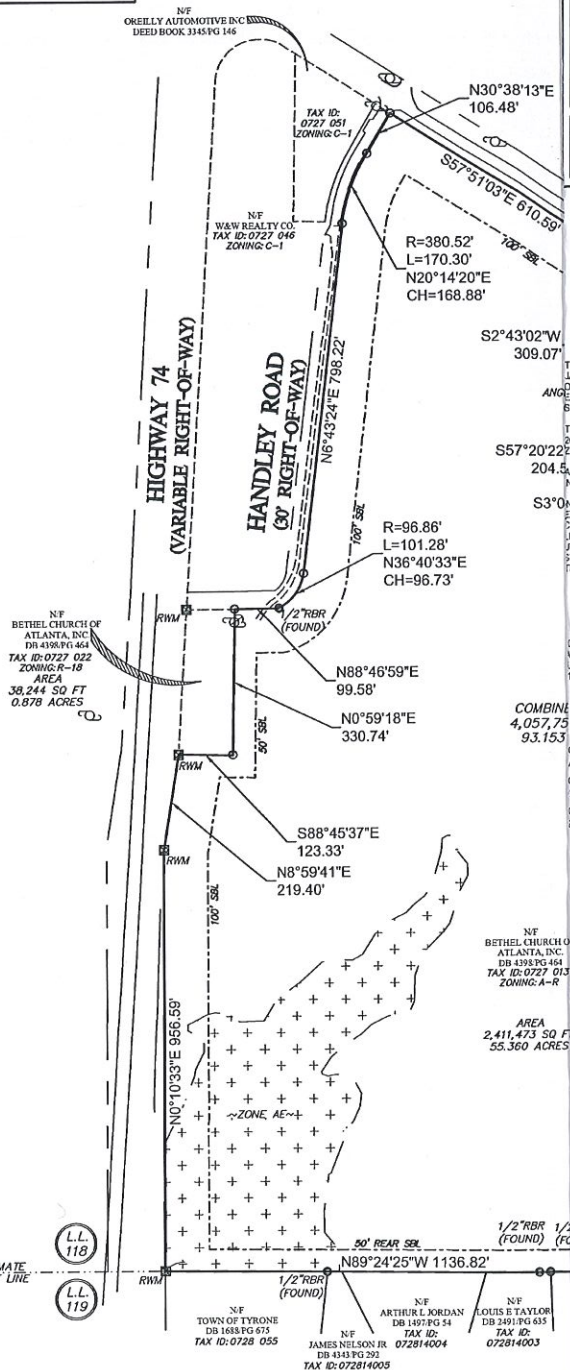 N/F
OREILLY AUTOMOTIVE INC
DEED BOOK 3345/PG 146
N30°38'13"E
106.48'
TAX ID:
0727 051
ZONING: C-1
S57°51'03"E 610.59'
100' SBL
N/F
W&W REALTY CO.
TAX ID: 0727 046
ZONING: C-1
R=380.52'
L=170.30'
N20°14'20"E
CH=168.88'
S2°43'02"W
309.07'
HIGHWAY 74
(VARIABLE RIGHT-OF-WAY)
HANDLEY ROAD
(30' RIGHT-OF-WAY)
N6°43'24"E 798.22'
100' SBL
ANG
S57°20'22
204.5
S3°0
R=96.86'
L=101.28'
N36°40'33"E
CH=96.73'
N/F
BETHEL CHURCH OF
ATLANTA, INC.
DB 4398/PG 464
TAX ID: 0727 022
ZONING: R-18
AREA
38,244 SQ FT
0.878 ACRES
RWM
1/2"RBR
(FOUND)
N88°46'59"E
99.58'
N0°59'18"E
330.74'
50' SBL
COMBINE
4,057,75
93.153
RWM
S88°45'37"E
123.33'
RWM
N8°59'41"E
219.40'
100' SBL
N/F
BETHEL CHURCH O
ATLANTA, INC.
DB 4398/PG 464
TAX ID: 0727 013
ZONING: A-R
AREA
2,411,473 SQ FT
55.360 ACRES
N0°10'33"E 956.59'
~ZONE AE~
L.L.
118
1/2"RBR
(FOUND)
1/2
(FO
50' REAR SBL
MATE
LINE
N89°24'25"W 1136.82'
RWM
1/2"RBR
(FOUND)
L.L.
119
N/F
TOWN OF TYRONE
DB 1688/PG 675
TAX ID: 0728 055
N/F
JAMES NELSON JR
DB 4343/PG 292
TAX ID: 072814005
N/F
ARTHUR L JORDAN
DB 1497/PG 54
TAX ID:
072814004
N/F
LOUIS E TAYLOR
DB 2491/PG 635
TAX ID:
072814003